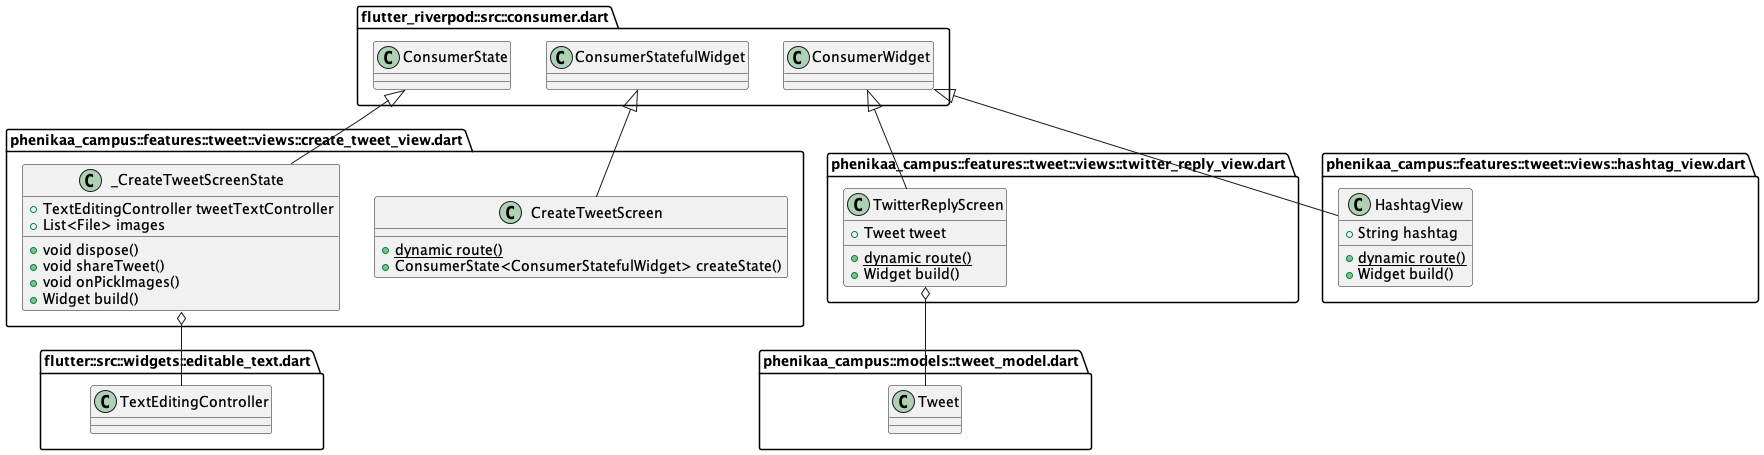 flutter_riverpod::src::consumer.dart
C ConsumerState
C ConsumerStatefulWidget
C ConsumerWidget
phenikaa_campus::features::tweet::views::create_tweet_view.dart
C _CreateTweetScreenState
TextEditingController tweetTextController
List<File> images
void dispose()
void shareTweet()
void onPickImages()
Widget build()
C CreateTweetScreen
dynamic route()
ConsumerState<ConsumerStatefulWidget> createState()
phenikaa_campus::features::tweet::views::twitter_reply_view.dart
C TwitterReplyScreen
Tweet tweet
dynamic route()
Widget build()
phenikaa_campus::features::tweet::views::hashtag_view.dart
C HashtagView
String hashtag
dynamic route()
Widget build()
flutter::src::widgets::editable_text.dart
C TextEditingController
phenikaa_campus::models::tweet_model.dart
C Tweet